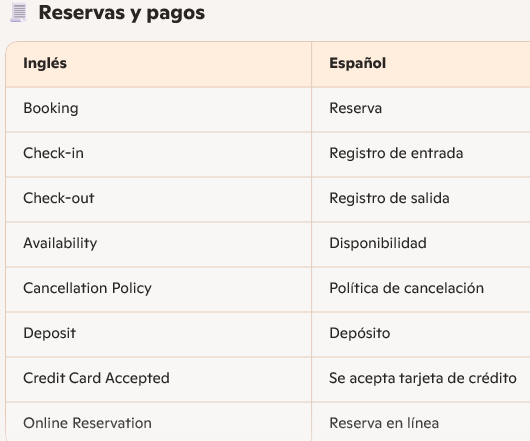 Reservas y pagos
Inglés Español
Booking Reserva
Check-in Registro de entrada
Check-out Registro de salida
Availability Disponibilidad
Cancellation Policy Política de cancelación
Deposit Depósito
Credit Card Accepted Se acepta tarjeta de crédito
Online Reservation Reserva en línea